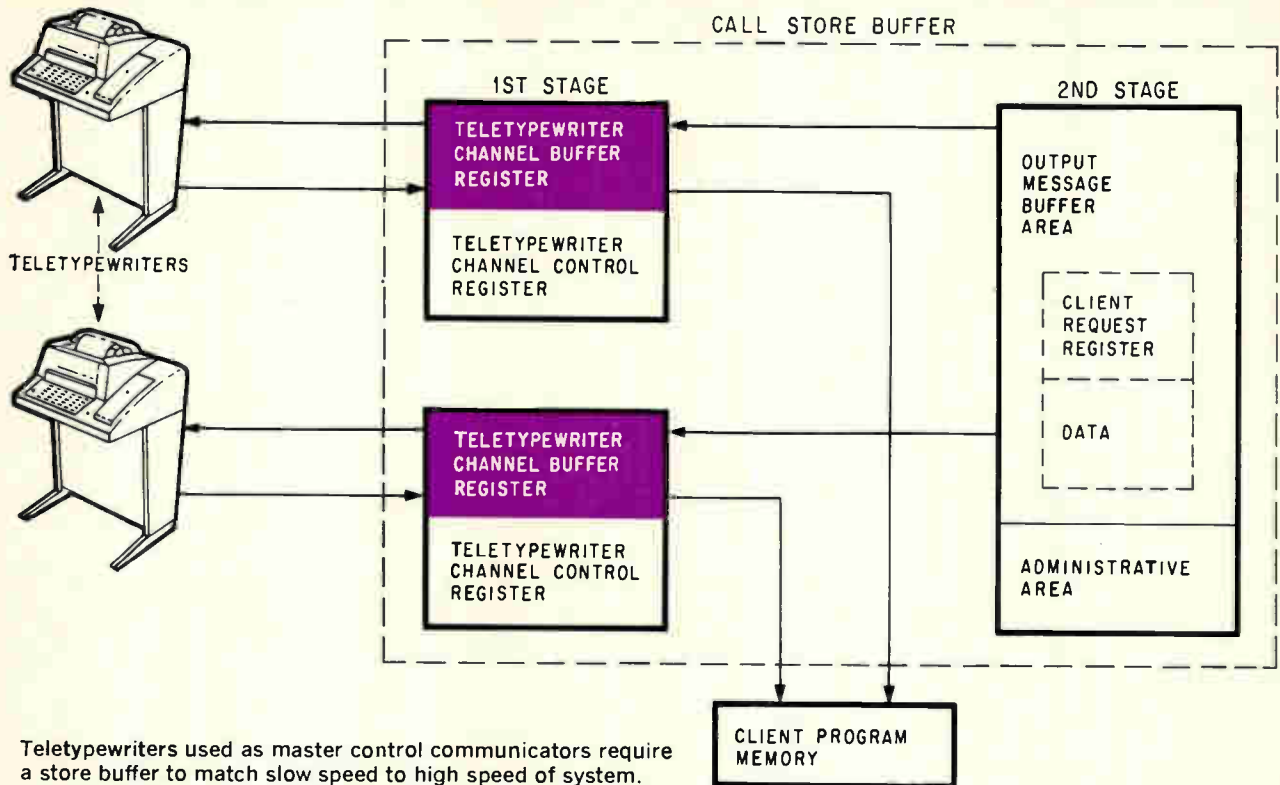 CALL STORE BUFFER
1ST STAGE
2ND STAGE
TELETYPEWRITER
CHANNEL BUFFER
REGISTER
TELETYPEWRITER
CHANNEL CONTROL
REGISTER
OUTPUT
MESSAGE
BUFFER
AREA
TELETYPEWRITERS
CLIENT
REQUEST
REGISTER
DATA
TELETYPEWRITER
CHANNEL BUFFER
REGISTER
TELETYPEWRITER
CHANNEL CONTROL
REGISTER
ADMINISTRATIVE
AREA
CLIENT PROGRAM
MEMORY
Teletypewriters used as master control communicators require
a store buffer to match slow speed to high speed of system.